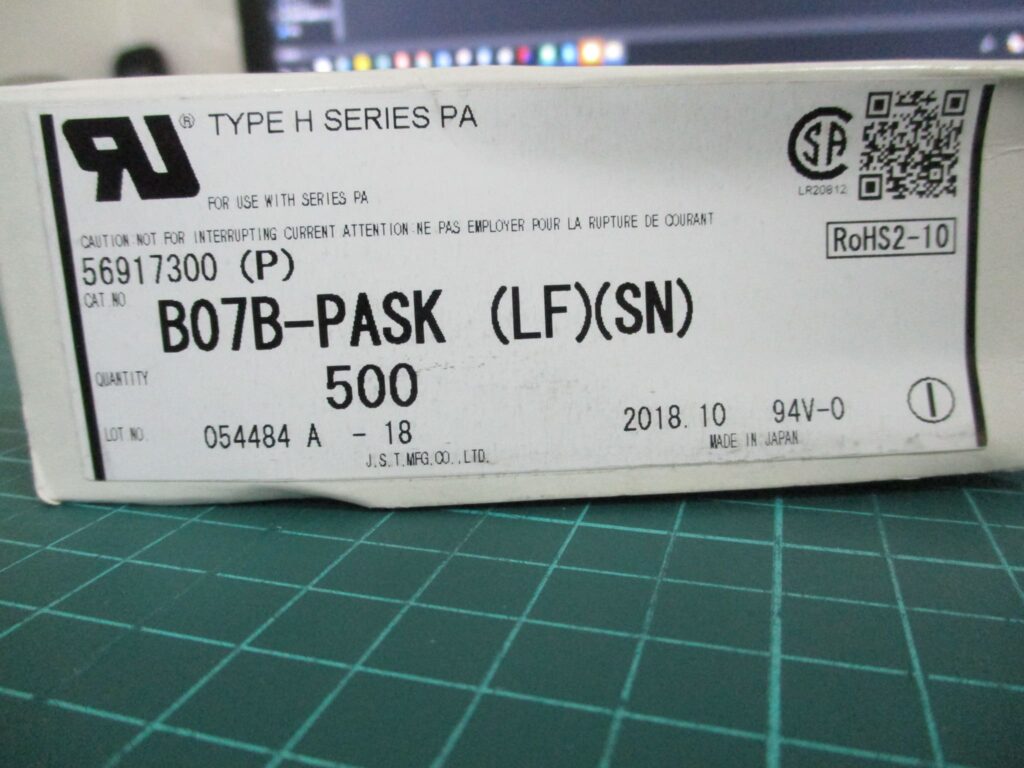 RU® TYPE H SERIES PA
SA
LR20812
FOR USE WITH SERIES PA
CAUTION:NOT FOR INTERRUPTING CURRENT ATTENTION:NE PAS EMPLOYER POUR LA RUPTURE DE COURANT
RoHS2-10
56917300 (P)
CAT.NO
B07B-PASK (LF)(SN)
QUANTITY 500
LOT NO. 054484 A - 18
2018.10 94V-0
MADE IN JAPAN
J.S.T.MFG.CO.,LTD.